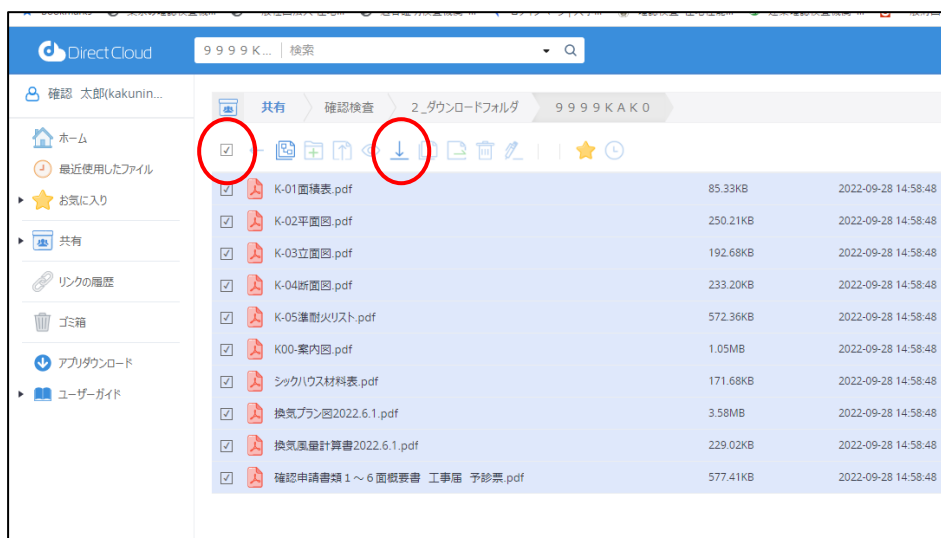 DirectCloud
9999K... 検索
確認 太郎(kakunin...
共有 確認検査 2_ダウンロードフォルダ 9999KAK0
ホーム
最近使用したファイル
お気に入り
共有
リンクの履歴
ゴミ箱
アプリダウンロード
ユーザーガイド
K-01面積表.pdf 85.33KB 2022-09-28 14:58:48
K-02平面図.pdf 250.21KB 2022-09-28 14:58:48
K-03立面図.pdf 192.68KB 2022-09-28 14:58:48
K-04断面図.pdf 233.20KB 2022-09-28 14:58:48
K-05準耐火リスト.pdf 572.36KB 2022-09-28 14:58:48
K00-案内図.pdf 1.05MB 2022-09-28 14:58:48
シックハウス材料表.pdf 171.68KB 2022-09-28 14:58:48
換気プラン図2022.6.1.pdf 3.58MB 2022-09-28 14:58:48
換気風量計算書2022.6.1.pdf 229.02KB 2022-09-28 14:58:48
確認申請書類1～6面概要書 工事届 予診票.pdf 577.41KB 2022-09-28 14:58:48